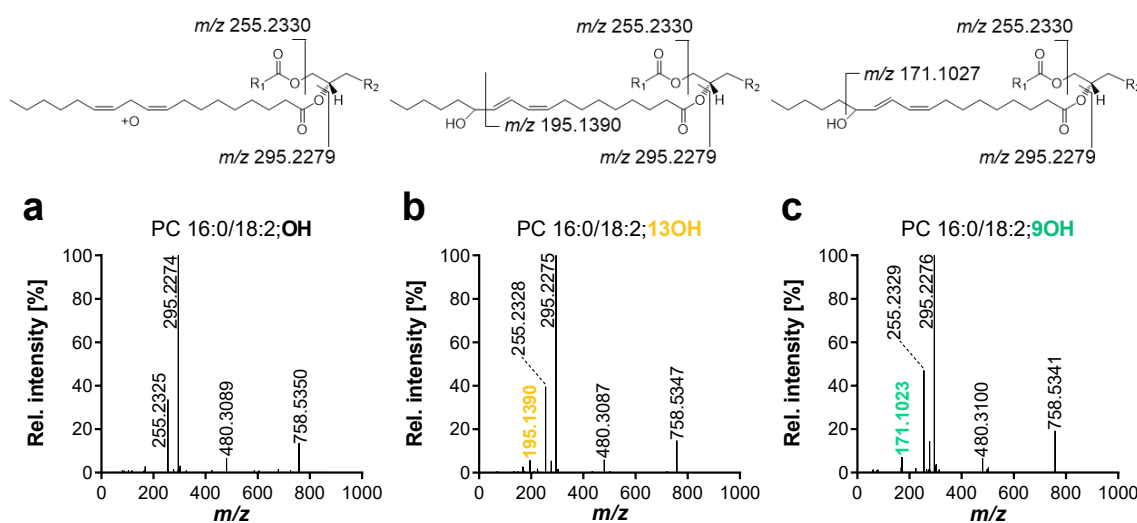 m/z 255.2330
O
R1
O
R2
H
O
O
+O
m/z 295.2279
m/z 255.2330
O
R1
O
R2
H
O
O
HO
m/z 195.1390
m/z 295.2279
m/z 255.2330
O
R1
O
R2
H
O
O
m/z 171.1027
HO
m/z 295.2279
a
PC 16:0/18:2;OH
Rel. intensity [%]
100
80
60
40
20
0
255.2325
295.2274
480.3089
758.5350
0 200 400 600 800 1000
m/z
b
PC 16:0/18:2;13OH
Rel. intensity [%]
100
80
60
40
20
0
195.1390
255.2328
295.2275
480.3087
758.5347
0 200 400 600 800 1000
m/z
c
PC 16:0/18:2;9OH
Rel. intensity [%]
100
80
60
40
20
0
171.1023
255.2329
295.2276
480.3100
758.5341
0 200 400 600 800 1000
m/z